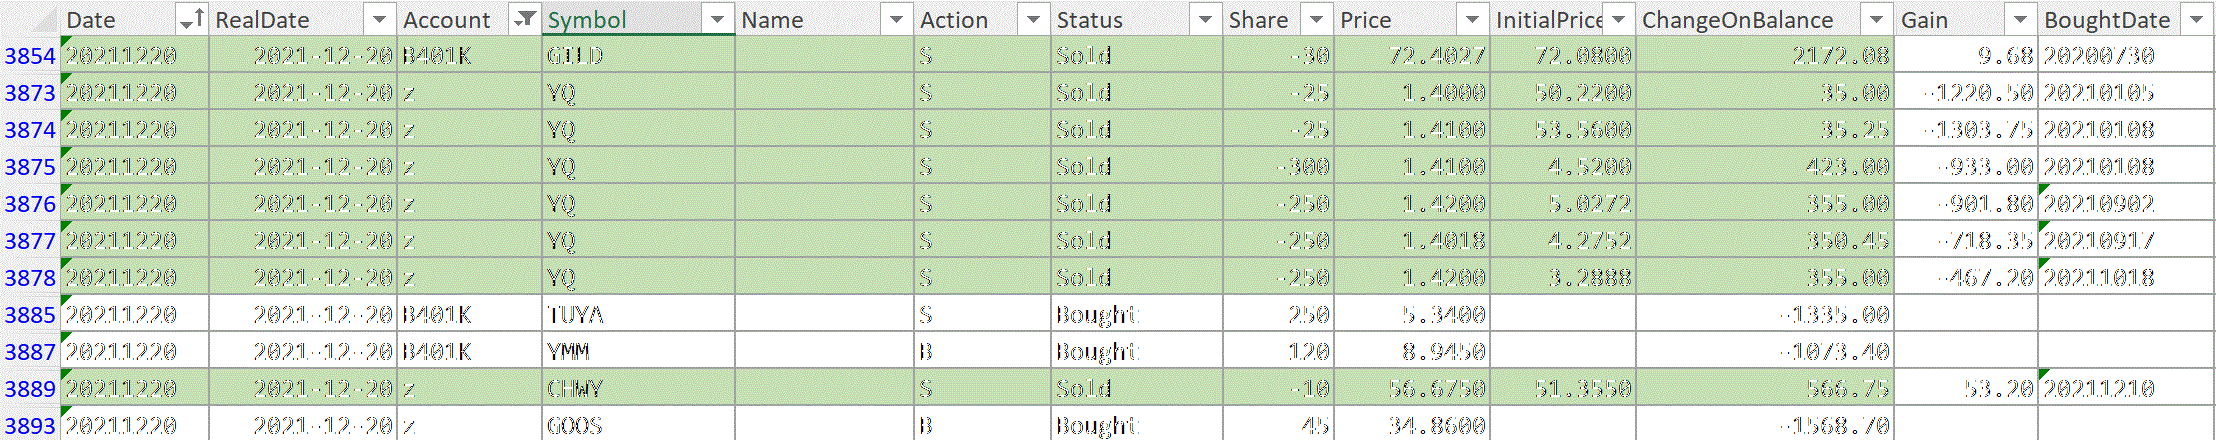 Date RealDate Account Symbol Name Action Status Share Price InitialPrice ChangeOnBalance Gain BoughtDate
3854 20211220 2021-12-20 B401K GILD S Sold -30 72.4027 72.0800 2172.08 9.68 20200730
3873 20211220 2021-12-20 z YQ S Sold -25 1.4000 50.2200 35.00 -1220.50 20210105
3874 20211220 2021-12-20 z YQ S Sold -25 1.4100 53.5600 35.25 -1303.75 20210108
3875 20211220 2021-12-20 z YQ S Sold -300 1.4100 4.5200 423.00 -933.00 20210108
3876 20211220 2021-12-20 z YQ S Sold -250 1.4200 5.0272 355.00 -901.80 20210902
3877 20211220 2021-12-20 z YQ S Sold -250 1.4018 4.2752 350.45 -718.35 20210917
3878 20211220 2021-12-20 z YQ S Sold -250 1.4200 3.2888 355.00 -467.20 20211018
3885 20211220 2021-12-20 B401K TUYA S Bought 250 5.3400 -1335.00
3887 20211220 2021-12-20 B401K YMM B Bought 120 8.9450 -1073.40
3889 20211220 2021-12-20 z CHWY S Sold -10 56.6750 51.3550 566.75 53.20 20211210
3893 20211220 2021-12-20 z GOOS B Bought 45 34.8600 -1568.70